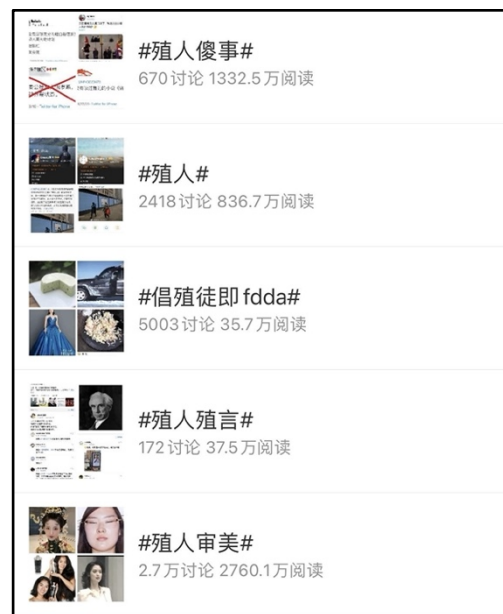 #殖人傻事#
670讨论 1332.5万阅读
#殖人#
2418讨论 836.7万阅读
#倡殖徒即fdda#
5003讨论 35.7万阅读
#殖人殖言#
172讨论 37.5万阅读
#殖人审美#
2.7万讨论 2760.1万阅读